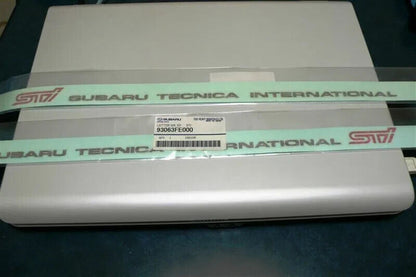 STI SUBARU TECNICA INTERNATIONAL
SUBARU
93063FE000
SUBARU TECNICA INTERNATIONAL STI